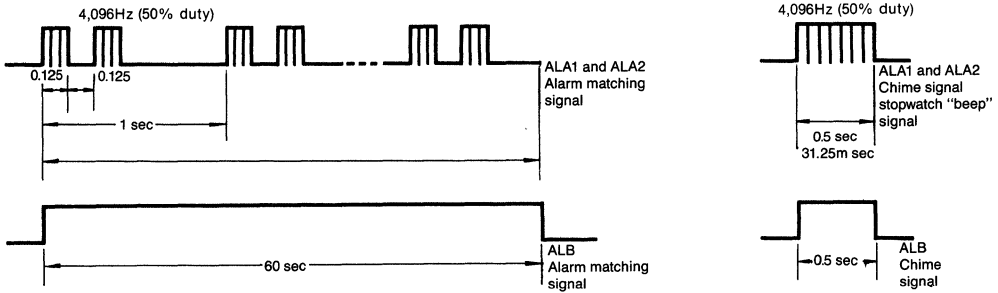 4,096Hz (50% duty)
0.125
0.125
1 sec
ALA1 and ALA2
Alarm matching
signal
60 sec
ALB
Alarm matching
signal
4,096Hz (50% duty)
ALA1 and ALA2
Chime signal
stopwatch "beep"
signal
0.5 sec
31.25m sec
0.5 sec
ALB
Chime
signal